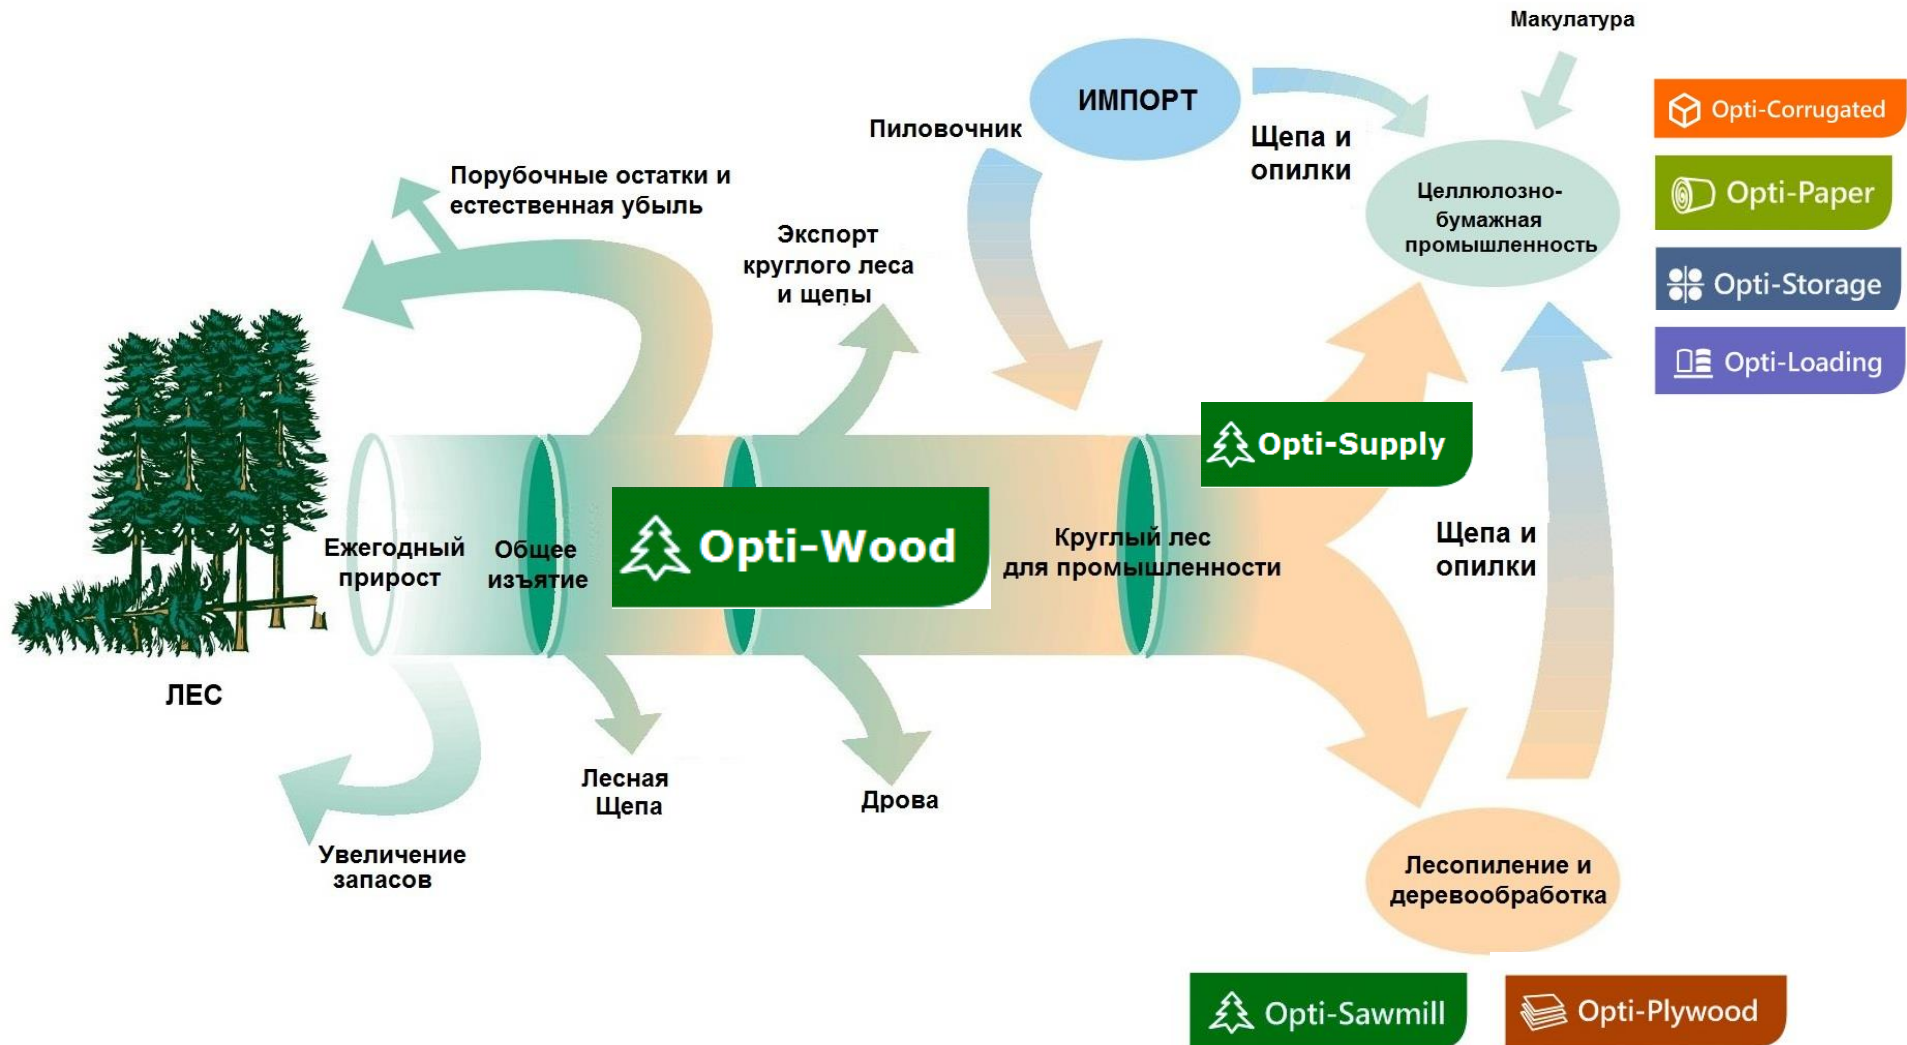 Макулатура
ИМПОРТ
Пиловочник
Щепа и
опилки
Opti-Corrugated
Opti-Paper
Opti-Storage
Opti-Loading
Целлюлозно-
бумажная
промышленность
Порубочные остатки и
естественная убыль
Экспорт
круглого леса
и щепы
Opti-Supply
Ежегодный
прирост
Общее
изъятие
Opti-Wood
Круглый лес
для промышленности
Щепа и
опилки
ЛЕС
Лесная
Щепа
Дрова
Увеличение
запасов
Лесопиление и
деревообработка
Opti-Sawmill
Opti-Plywood